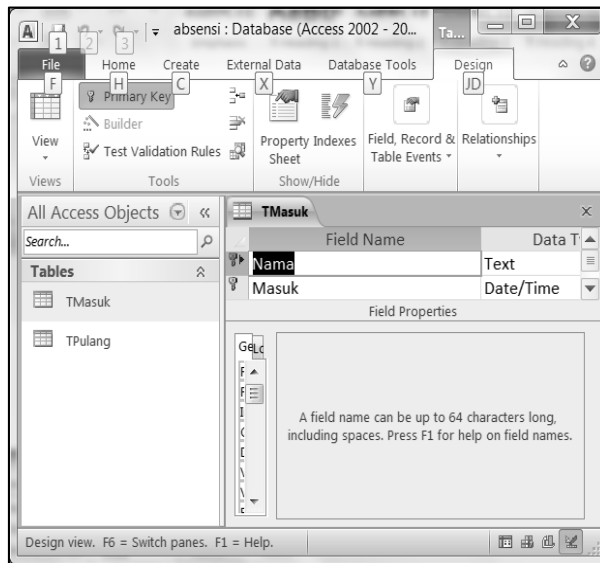 A 1 2 3 absensi : Database (Access 2002 - 20... Ta...
File Home Create External Data Database Tools Design
F H C X Y JD
Primary Key
Builder
Test Validation Rules
View
Property Sheet
Indexes
Field, Record & Table Events
Relationships
Views Tools Show/Hide
All Access Objects
Search...
Tables
TMasuk
TPulang
TMasuk
Field Name Data T
Nama Text
Masuk Date/Time
Field Properties
Ge Lo
A field name can be up to 64 characters long,
including spaces. Press F1 for help on field names.
Design view. F6 = Switch panes. F1 = Help.